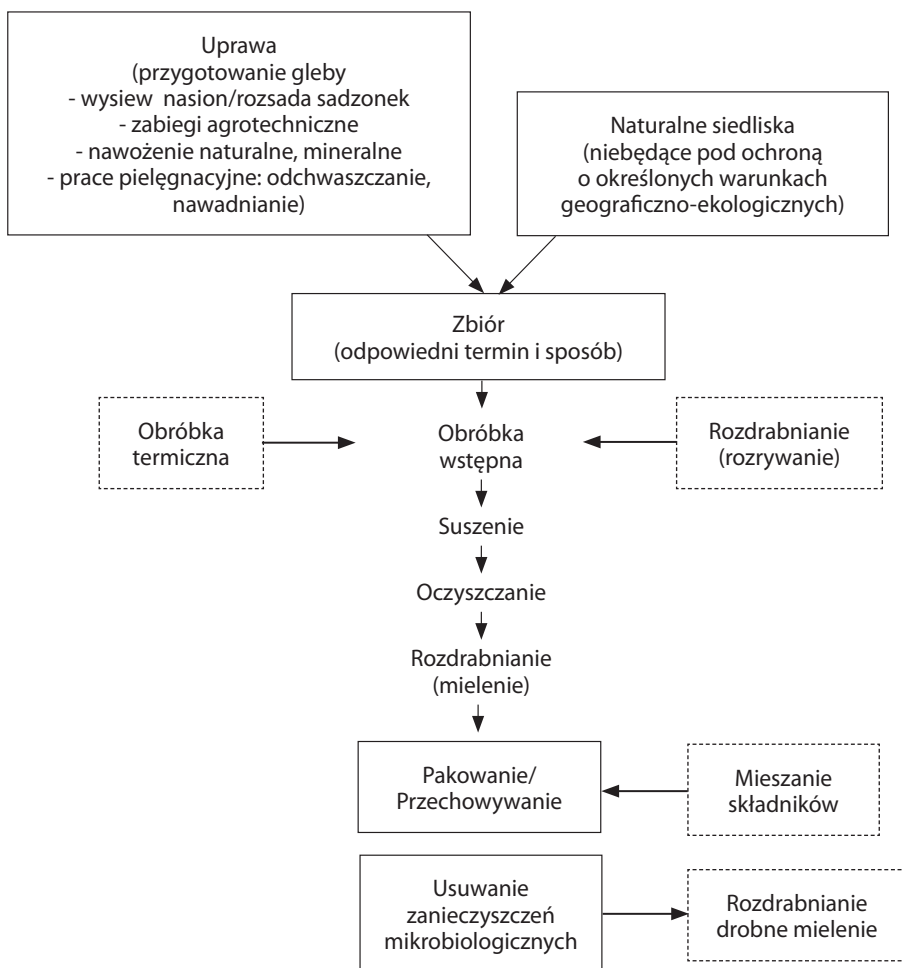 Uprawa
(przygotowanie gleby
- wysiew nasion/rozsada sadzonek
- zabiegi agrotechniczne
- nawożenie naturalne, mineralne
- prace pielęgnacyjne: odchwaszczanie,
nawadnianie)
Naturalne siedliska
(niebędące pod ochroną
o określonych warunkach
geograficzno-ekologicznych)
Zbiór
(odpowiedni termin i sposób)
Obróbka
termiczna
Obróbka
wstępna
Rozdrabnianie
(rozrywanie)
Suszenie
Oczyszczanie
Rozdrabnianie
(mielenie)
Pakowanie/
Przechowywanie
Mieszanie
składników
Usuwanie
zanieczyszczeń
mikrobiologicznych
Rozdrabnianie
drobne mielenie